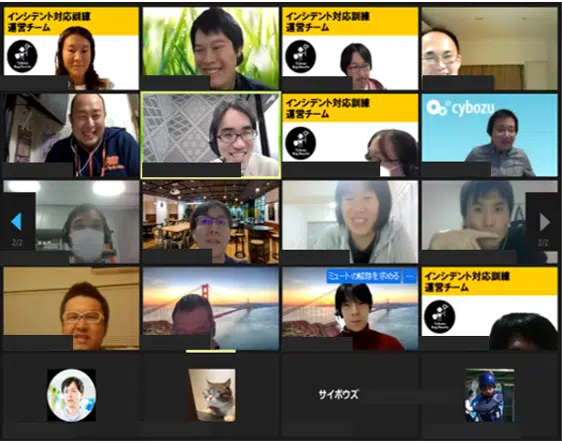 インシデント対応訓練
運営チーム
インシデント対応訓練
運営チーム
インシデント対応訓練
運営チーム
cybozu
2/2
2/2
ミュートの解除を求める ...
インシデント対応訓練
運営チーム
サイボウズ